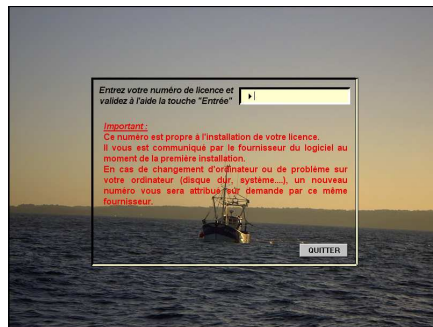 Entrez votre numéro de licence et
validez à l'aide la touche "Entrée"
Important :
Ce numéro est propre à l'installation de votre licence.
Il vous est communiqué par le fournisseur du logiciel au
moment de la première installation.
En cas de changement d'ordinateur ou de problème sur
votre ordinateur (disque dur, système....), un nouveau
numéro vous sera attribué sur demande par ce même
fournisseur.
QUITTER